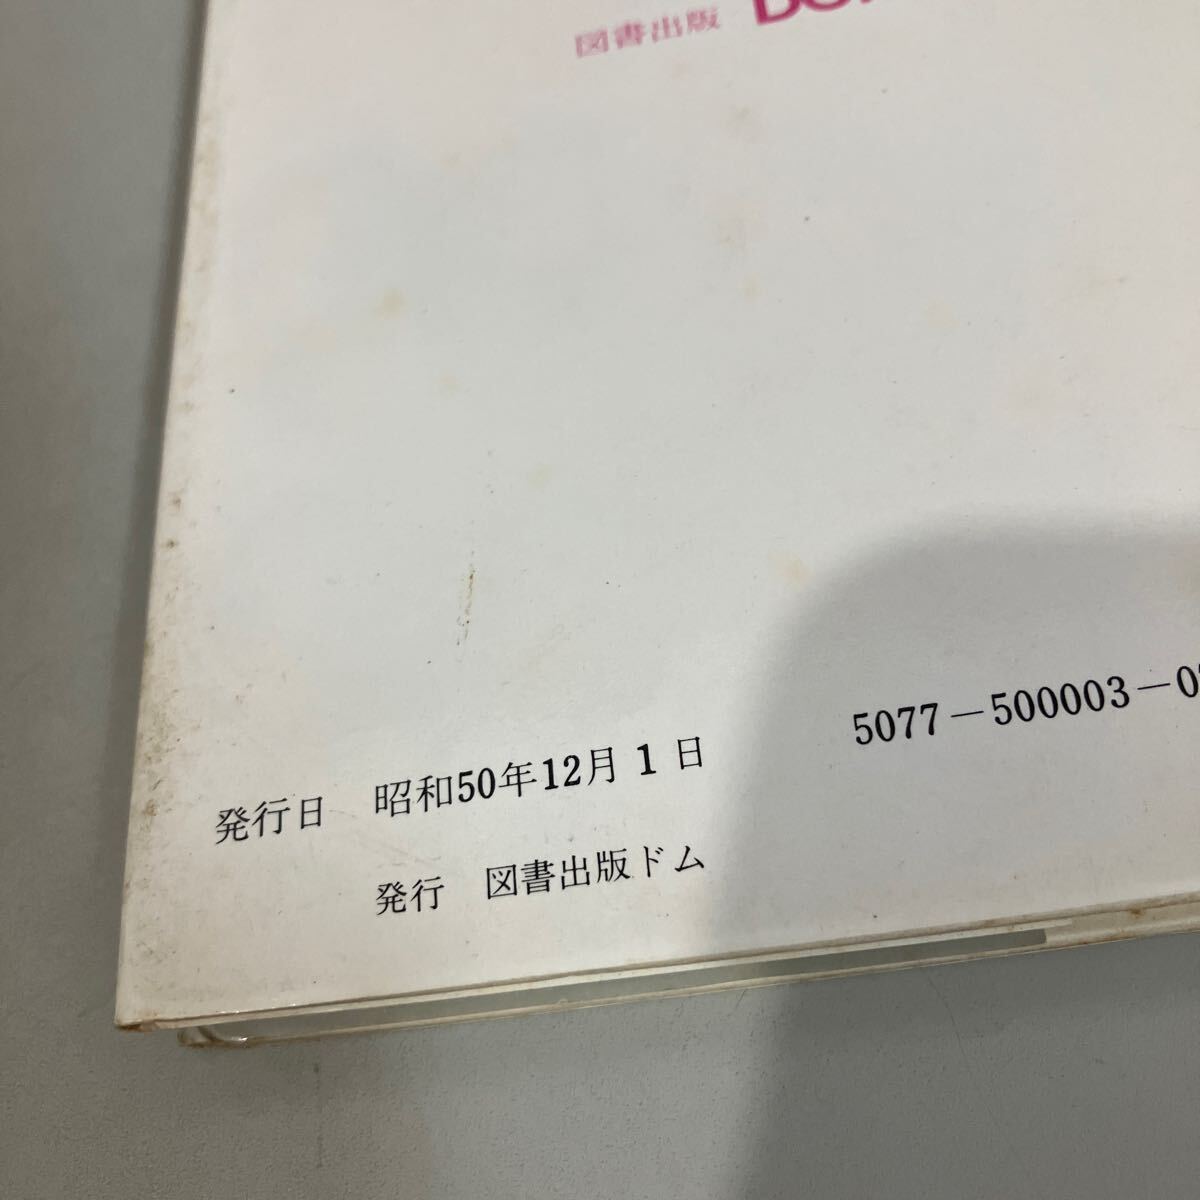 図書出版
5077-500003-0
発行日 昭和50年12月1日
発行 図書出版ドム